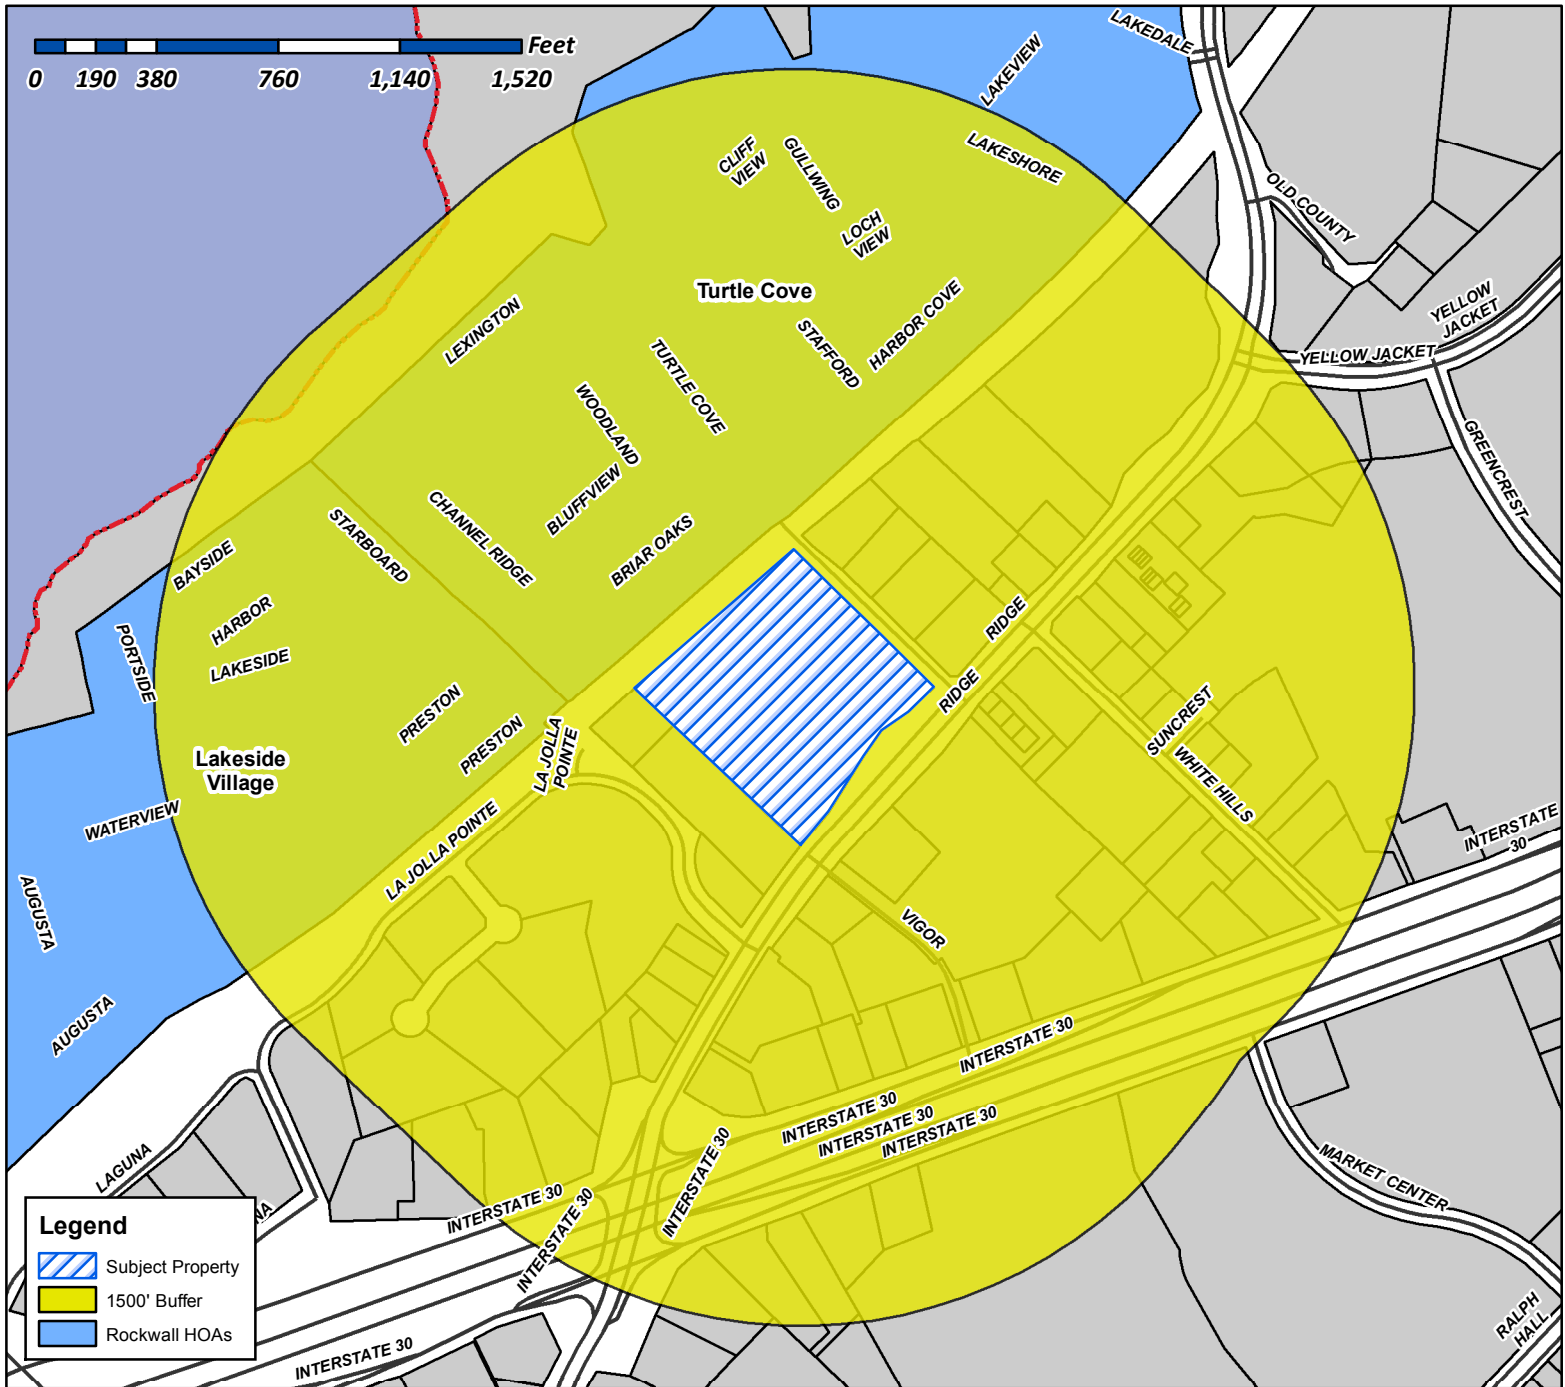 Feet
0 190 380 760 1,140 1,520
LAKEDALE
LAKEVIEW
LAKESHORE
CLIFF
VIEW
GULLWING
LOCH
VIEW
OLD COUNTY
Turtle Cove
HARBOR COVE
STAFFORD
LEXINGTON
TURTLE COVE
YELLOW
JACKET
YELLOW JACKET
WOODLAND
BLUFFVIEW
GREENCREST
CHANNEL RIDGE
STARBOARD
BRIAR OAKS
BAYSIDE
HARBOR
PORTSIDE
LAKESIDE
RIDGE
RIDGE
PRESTON
PRESTON
LA JOLLA
POINTE
SUNCREST
WHITE HILLS
Lakeside
Village
WATERVIEW
LA JOLLA POINTE
INTERSTATE
30
AUGUSTA
VIGOR
AUGUSTA
INTERSTATE 30
INTERSTATE 30
INTERSTATE 30
INTERSTATE 30
LAGUNA
NA
INTERSTATE 30
INTERSTATE 30
INTERSTATE 30
MARKET CENTER
RALPH
HALL
INTERSTATE 30
Legend
Subject Property
1500' Buffer
Rockwall HOAs